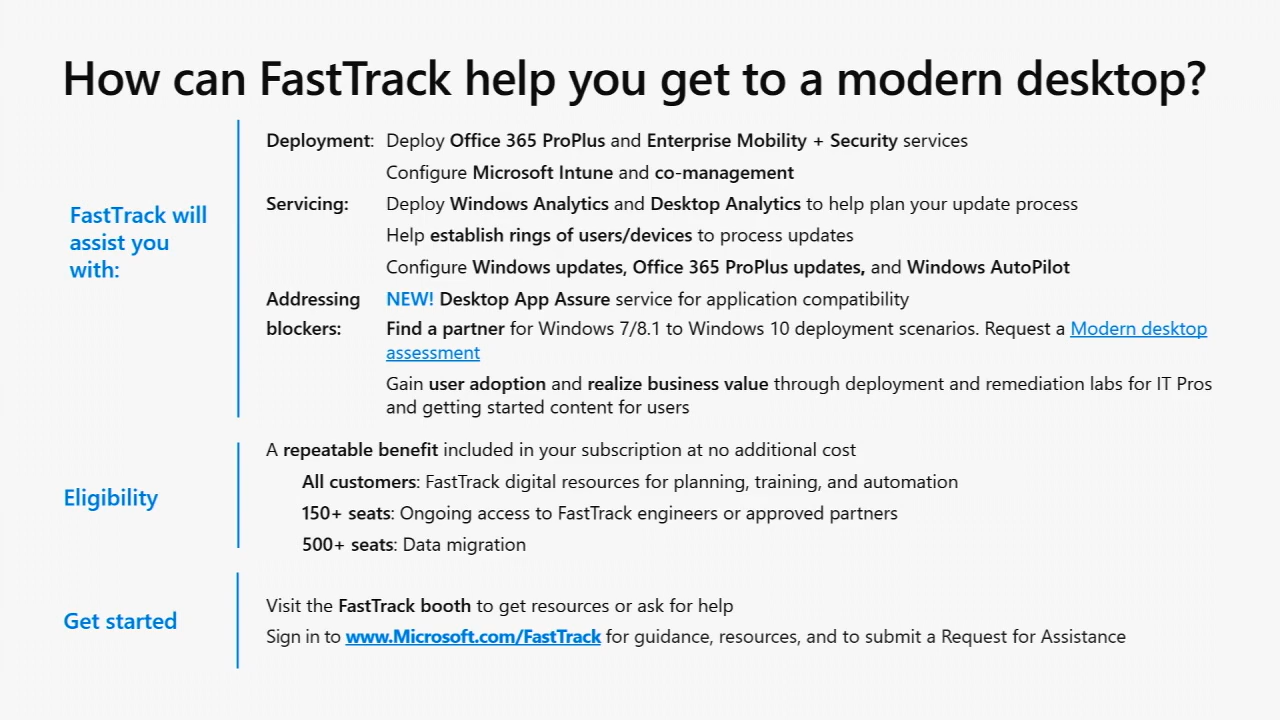 How can FastTrack help you get to a modern desktop?
FastTrack will
assist you
with:
Deployment: Deploy Office 365 ProPlus and Enterprise Mobility + Security services
Configure Microsoft Intune and co-management
Servicing: Deploy Windows Analytics and Desktop Analytics to help plan your update process
Help establish rings of users/devices to process updates
Configure Windows updates, Office 365 ProPlus updates, and Windows AutoPilot
Addressing NEW! Desktop App Assure service for application compatibility
blockers: Find a partner for Windows 7/8.1 to Windows 10 deployment scenarios. Request a Modern desktop
assessment
Gain user adoption and realize business value through deployment and remediation labs for IT Pros
and getting started content for users
Eligibility
A repeatable benefit included in your subscription at no additional cost
All customers: FastTrack digital resources for planning, training, and automation
150+ seats: Ongoing access to FastTrack engineers or approved partners
500+ seats: Data migration
Get started
Visit the FastTrack booth to get resources or ask for help
Sign in to www.Microsoft.com/FastTrack for guidance, resources, and to submit a Request for Assistance